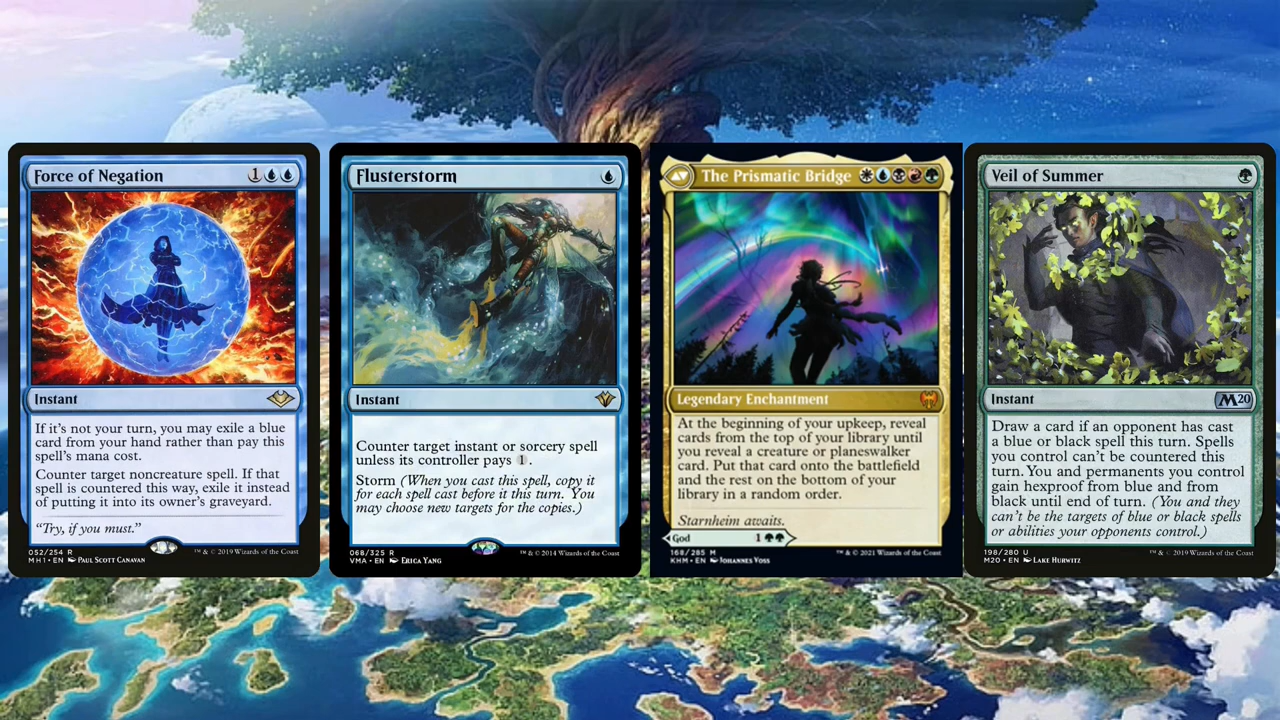 Force of Negation 1
Instant
If it's not your turn, you may exile a blue
card from your hand rather than pay this
spell's mana cost.
Counter target noncreature spell. If that
spell is countered this way, exile it instead
of putting it into its owner's graveyard.
"Try, if you must."
052/254 R
MH1 • EN PAUL SCOTT CANAVAN
™ & © 2019 Wizards of the Coast
Flusterstorm
Instant
Counter target instant or sorcery spell
unless its controller pays 1.
Storm (When you cast this spell, copy it
for each spell cast before it this turn. You
may choose new targets for the copies.)
068/325 R
VMA • EN ERICA YANG
™ & © 2014 Wizards of the Coast
The Prismatic Bridge
Legendary Enchantment
At the beginning of your upkeep, reveal
cards from the top of your library until
you reveal a creature or planeswalker
card. Put that card onto the battlefield
and the rest on the bottom of your
library in a random order.
Starnheim awaits.
God 1
168/285 M
KHM • EN JOHANNES VOSS
™ & © 2021 Wizards of the Coast
Veil of Summer
Instant M20
Draw a card if an opponent has cast
a blue or black spell this turn. Spells
you control can't be countered this
turn. You and permanents you control
gain hexproof from blue and from
black until end of turn. (You and they
can't be the targets of blue or black spells
or abilities your opponents control.)
198/280 U
M20 • EN LAKE HURWITZ
™ & © 2019 Wizards of the Coast